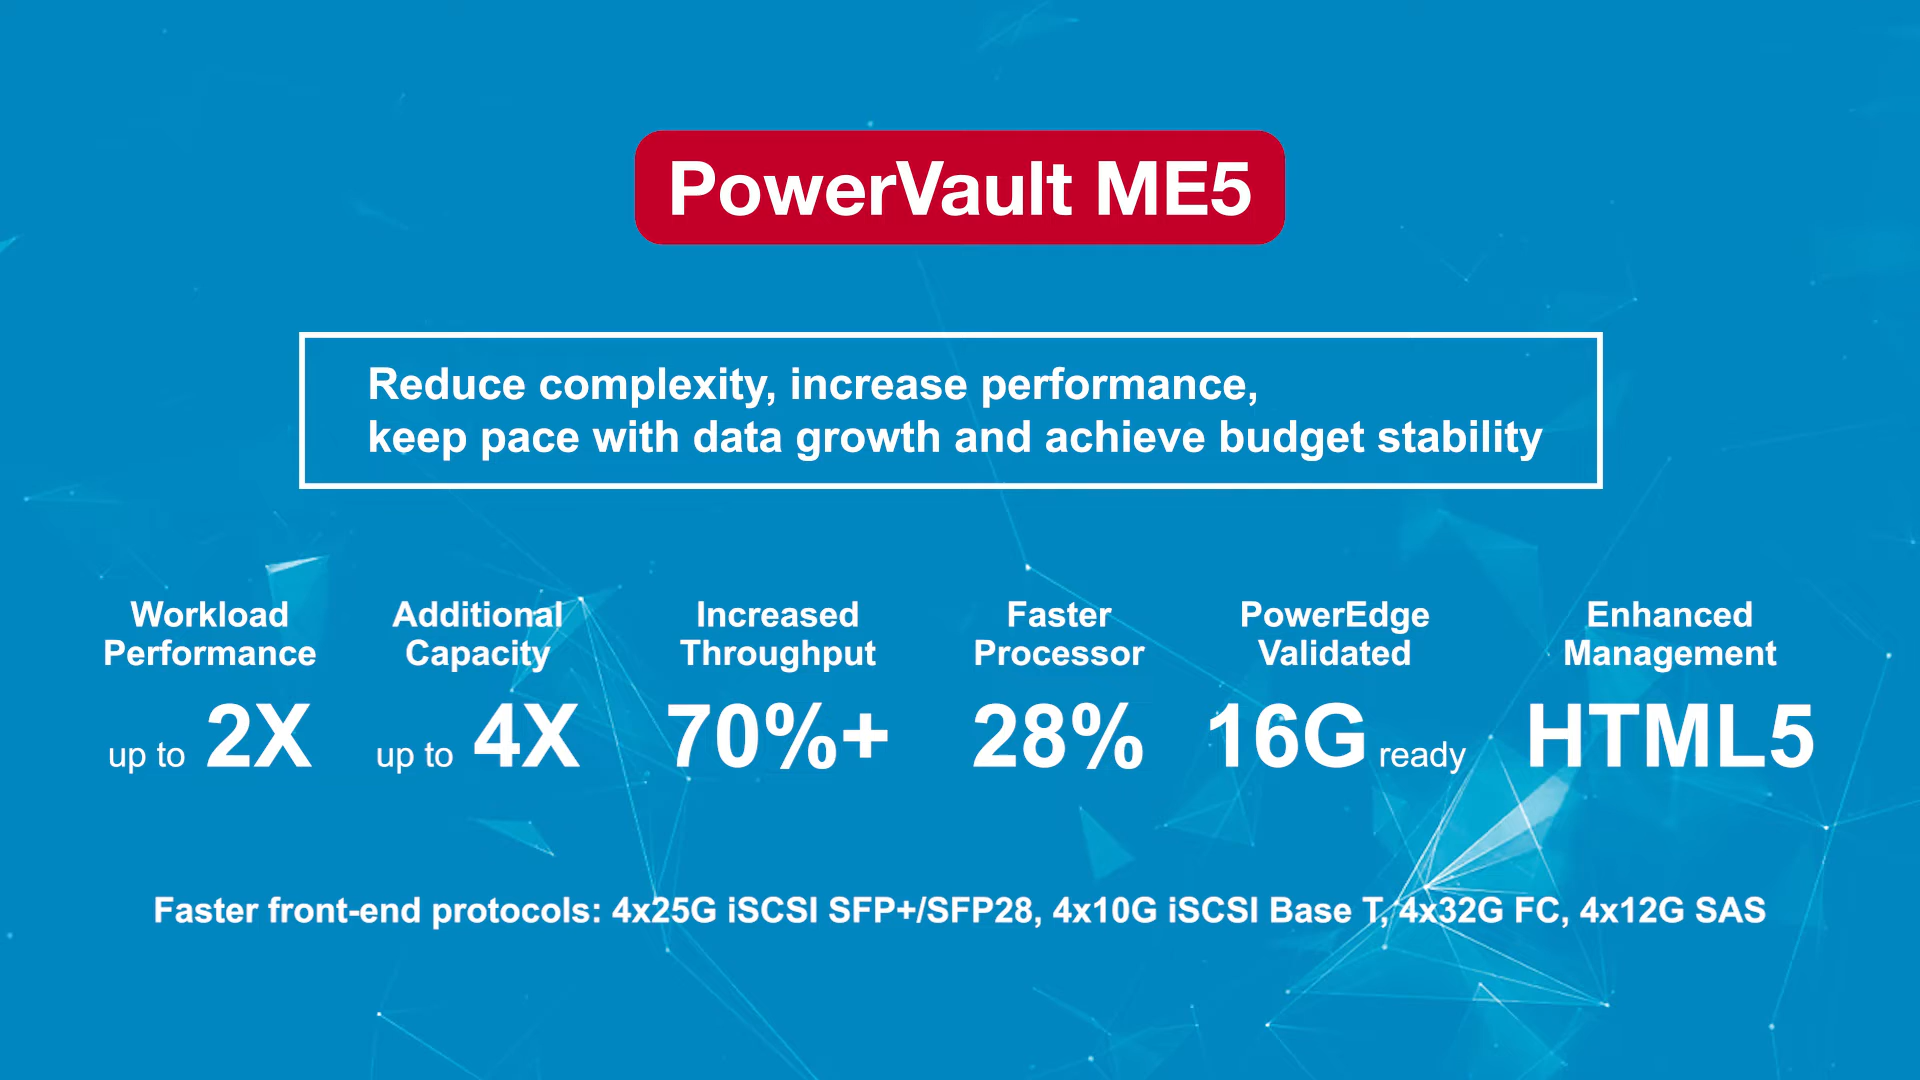 PowerVault ME5
Reduce complexity, increase performance,
keep pace with data growth and achieve budget stability
Workload
Performance
up to 2X
Additional
Capacity
up to 4X
Increased
Throughput
70%+
Faster
Processor
28%
PowerEdge
Validated
16G ready
Enhanced
Management
HTML5
Faster front-end protocols: 4x25G iSCSI SFP+/SFP28, 4x10G iSCSI Base T, 4x32G FC, 4x12G SAS